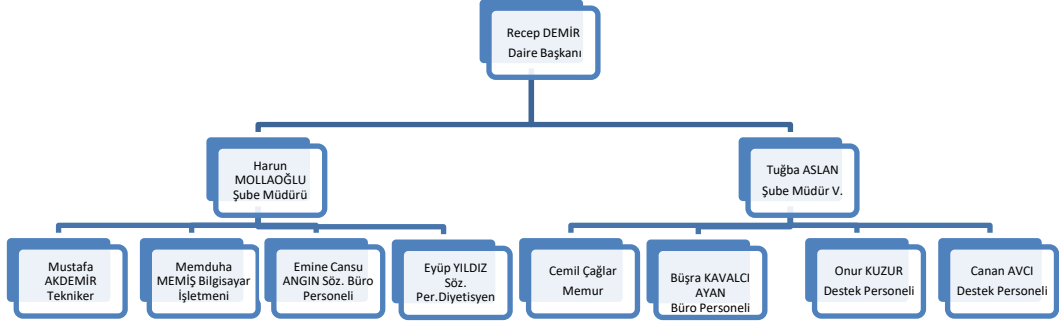 Recep DEMİR
Daire Başkanı
Harun
MOLLAOĞLU
Şube Müdürü
Tuğba ASLAN
Şube Müdür V.
Mustafa
AKDEMİR
Tekniker
Memduha
MEMİŞ Bilgisayar
İşletmeni
Emine Cansu
ANGIN Söz. Büro
Personeli
Eyüp YILDIZ
Söz.
Per.Diyetisyen
Cemil Çağlar
Memur
Büşra KAVALCI
AYAN
Büro Personeli
Onur KUZUR
Destek Personeli
Canan AVCI
Destek Personeli